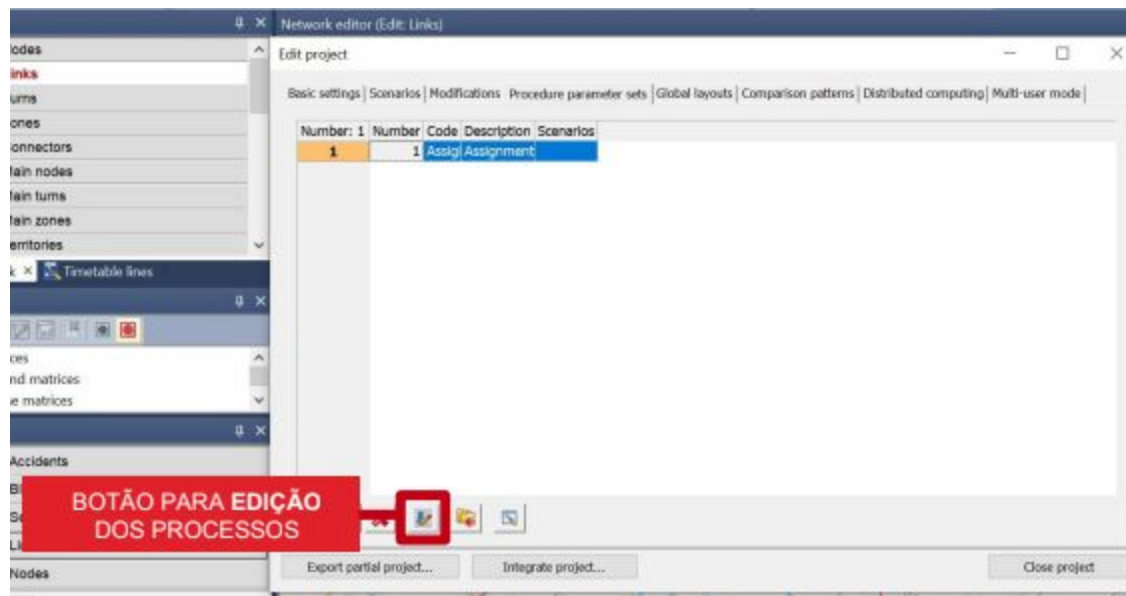 Network editor (Edit: Links)
odes
Edit project
inks
urns
Basic settings Scenarios Modifications Procedure parameter sets Global layouts Comparison patterns Distributed computing Multi-user mode
ones
onnectors
Number: 1 Number Code Description Scenarios
1 1 Assig Assignment
lain nodes
lain turns
lain zones
erritories
Timetable lines
ces
nd matrices
e matrices
Accidents
BOTÃO PARA EDIÇÃO
DOS PROCESSOS
Export partial project... Integrate project... Close project
Nodes